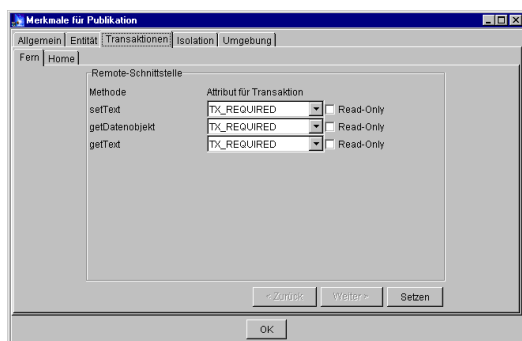 Merkmale für Publikation
Allgemein Entität Transaktionen Isolation Umgebung
Fern Home
Remote-Schnittstelle
Methode Attribut für Transaktion
setText TX_REQUIRED Read-Only
getDatenobjekt TX_REQUIRED Read-Only
getText TX_REQUIRED Read-Only
< Zurück Weiter > Setzen
OK